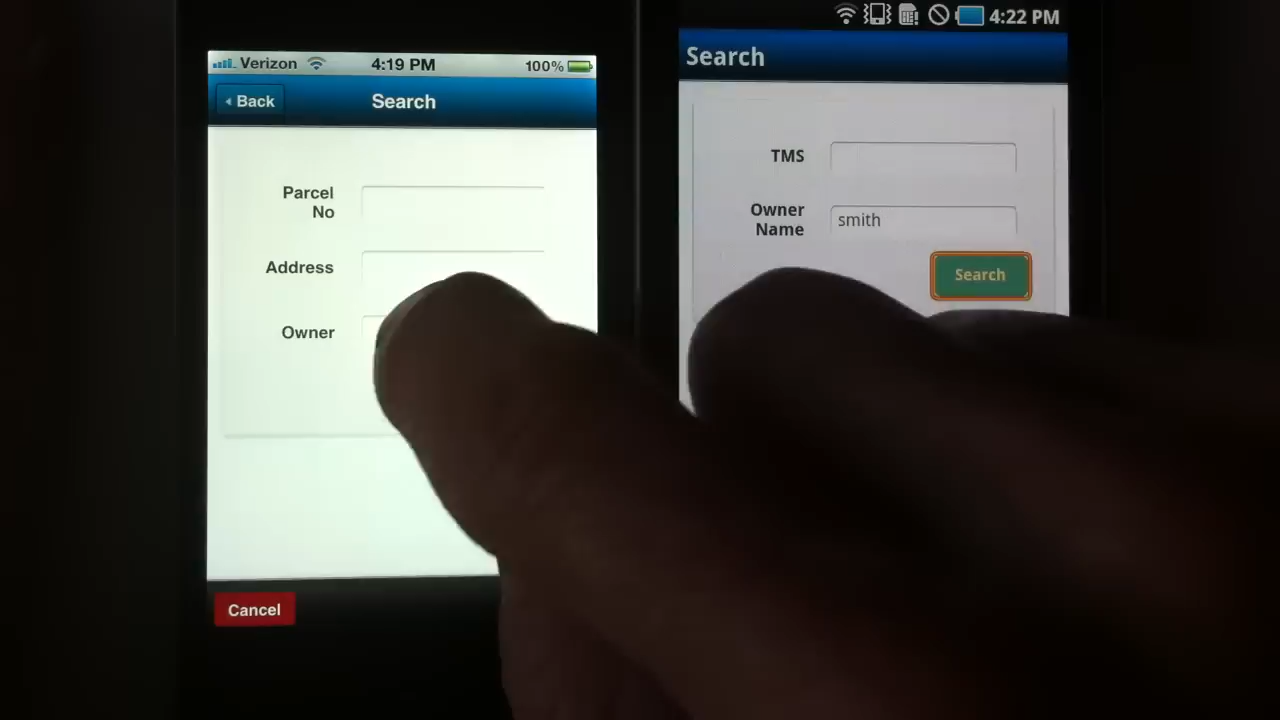 Verizon 4:19 PM 100%
Back Search
Parcel
No
Address
Owner
Cancel
4:22 PM
Search
TMS
Owner
Name
smith
Search